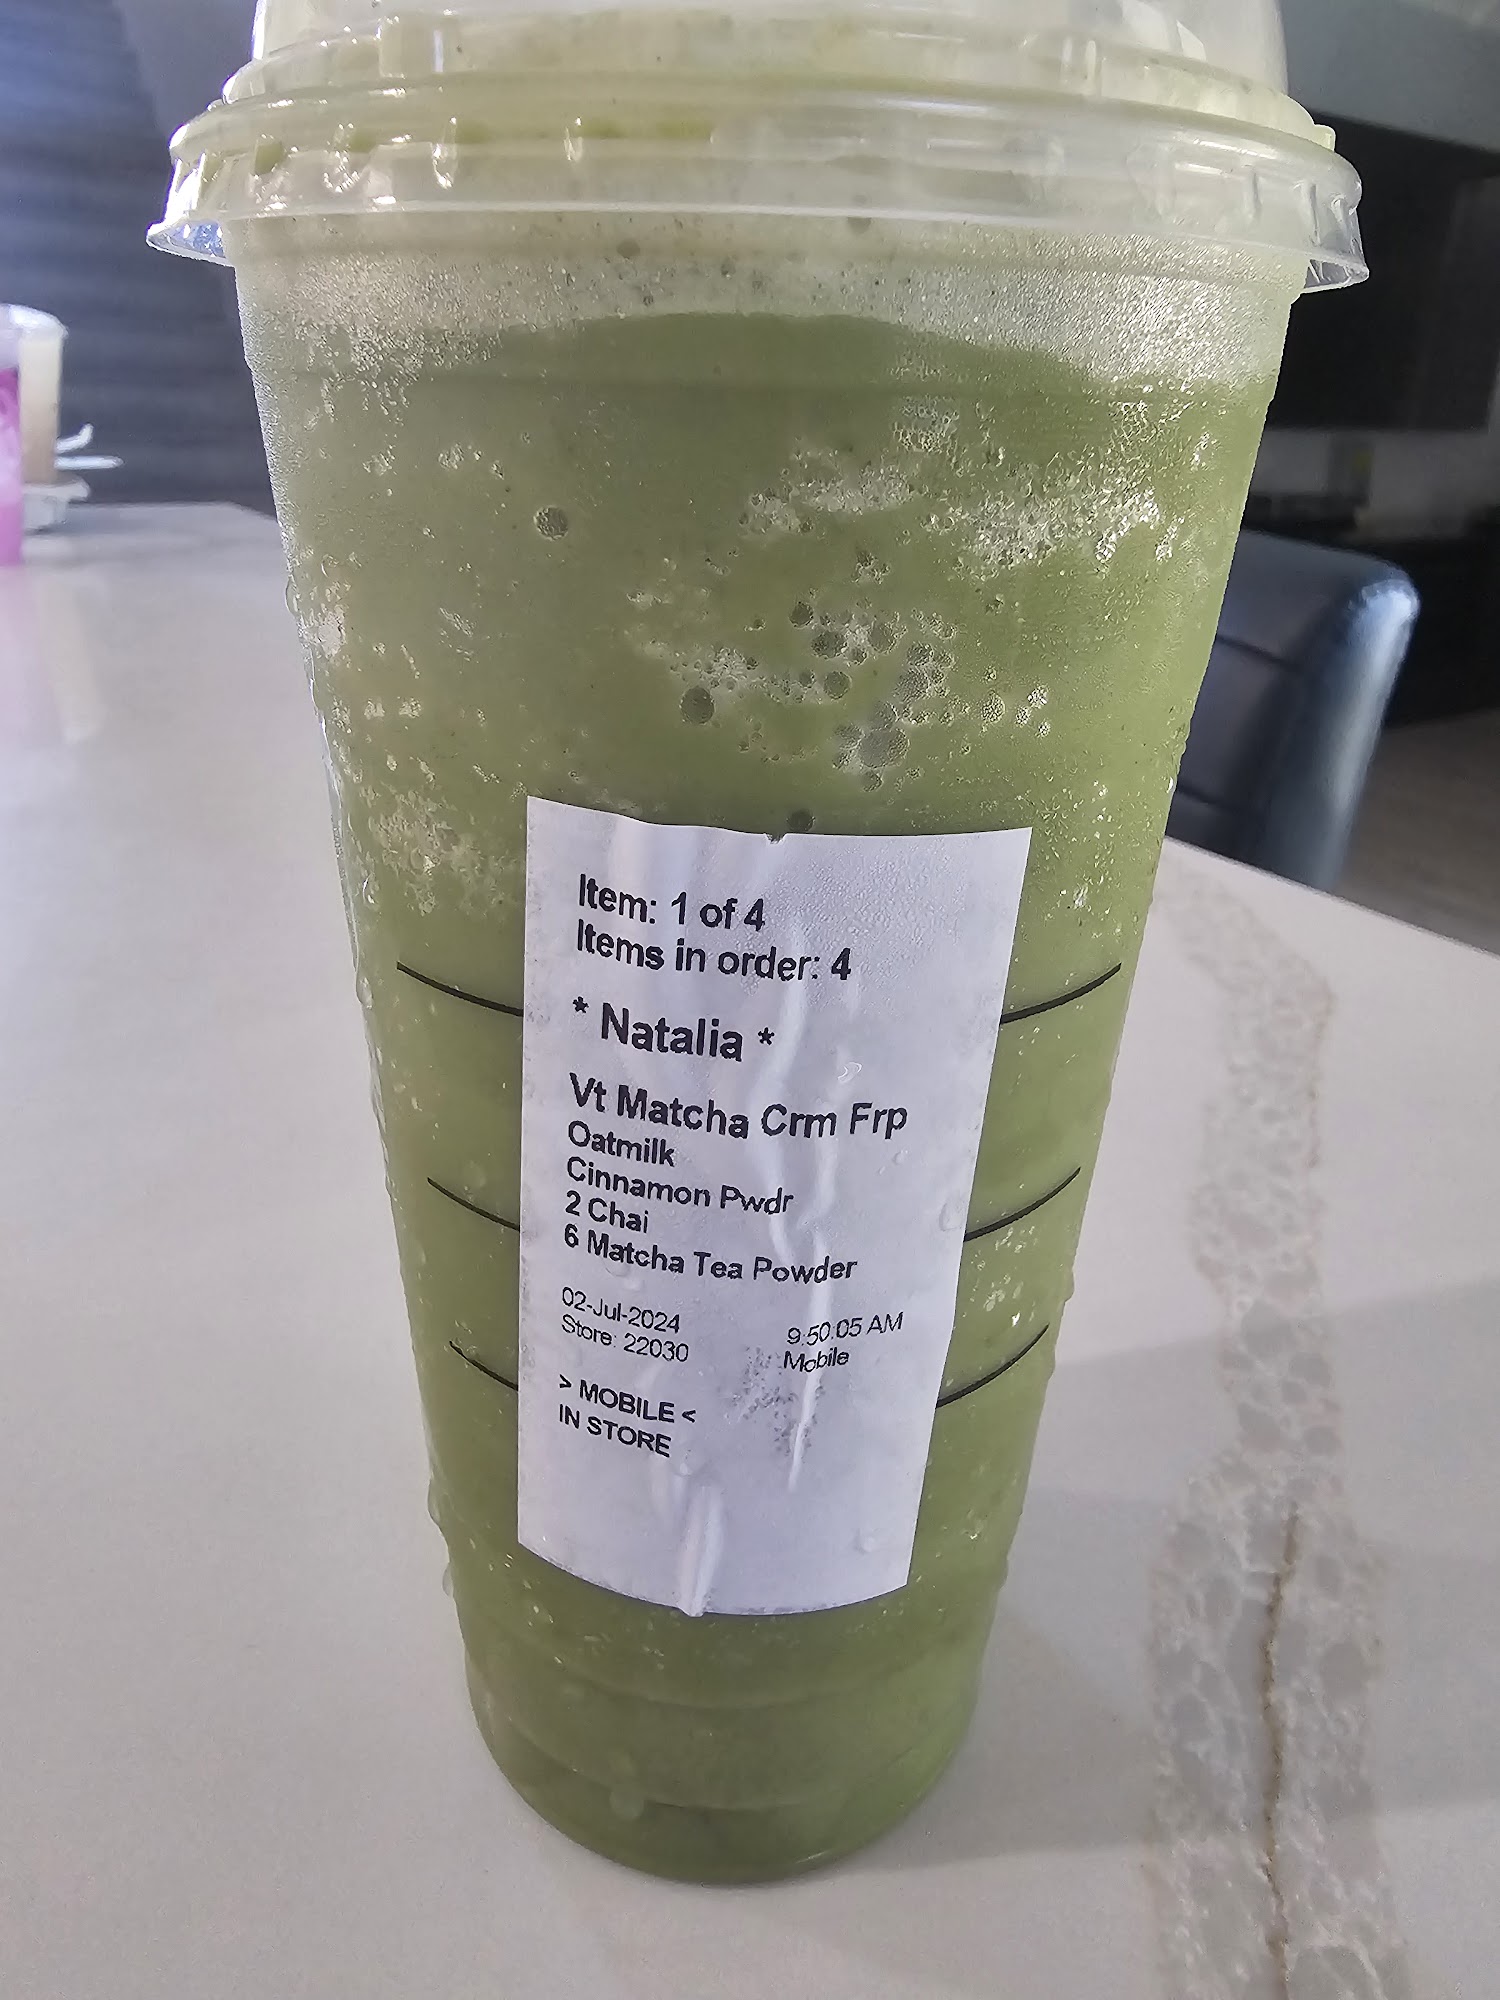 Item: 1 of 4
Items in order: 4
* Natalia *
Vt Matcha Crm Frp
Oatmilk
Cinnamon Pwdr
2 Chai
6 Matcha Tea Powder
02-Jul-2024 9:50:05 AM
Store: 22030 Mobile
> MOBILE <
IN STORE